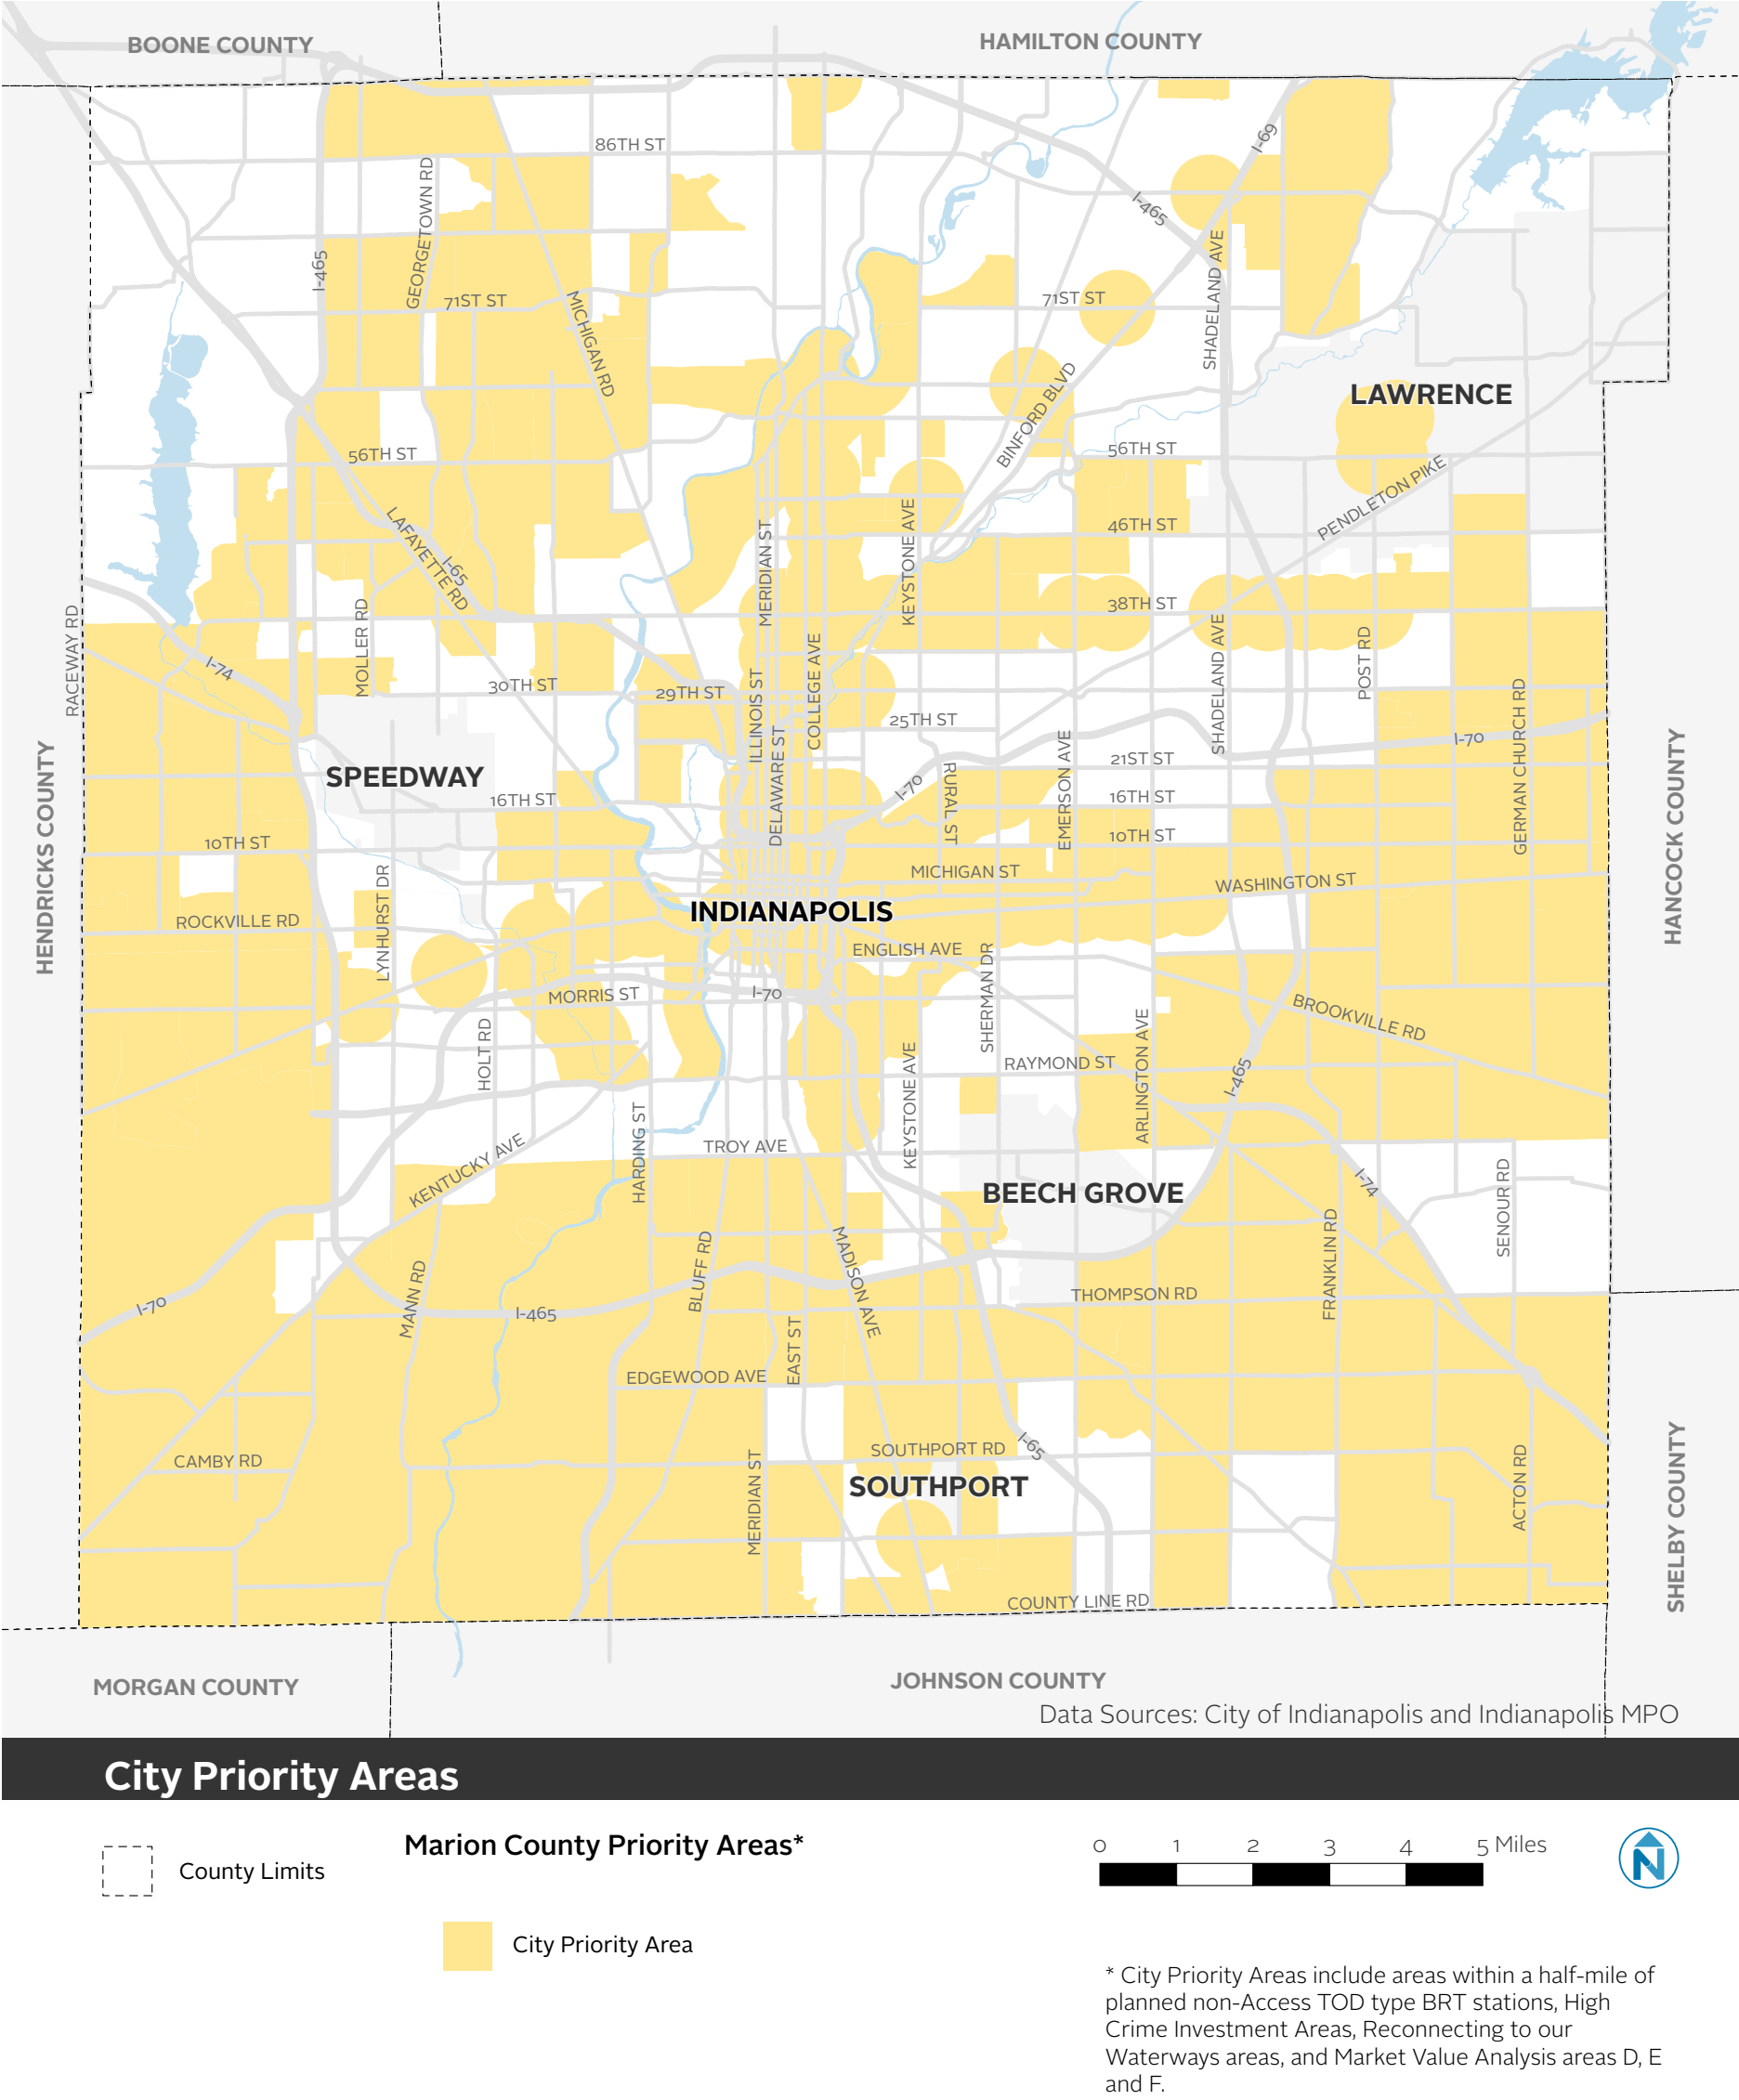 BOONE COUNTY
HAMILTON COUNTY
86TH ST
I-69
GEORGETOWN RD
I-465
I-465
SHADELAND AVE
71ST ST
MICHIGAN RD
71ST ST
BINFORD BLVD
LAWRENCE
56TH ST
56TH ST
PENDLETON PIKE
LAFAYETTE RD
I-65
MERIDIAN ST
KEYSTONE AVE
46TH ST
38TH ST
RACEWAY RD
MOLLER RD
I-74
30TH ST
29TH ST
ILLINOIS ST
COLLEGE AVE
25TH ST
SHADELAND AVE
POST RD
GERMAN CHURCH RD
I-70
HENDRICKS COUNTY
SPEEDWAY
DELAWARE ST
I-70
RURAL ST
EMERSON AVE
21ST ST
16TH ST
16TH ST
HANCOCK COUNTY
10TH ST
10TH ST
LYNHURST DR
MICHIGAN ST
WASHINGTON ST
ROCKVILLE RD
INDIANAPOLIS
ENGLISH AVE
SHERMAN DR
MORRIS ST
I-70
BROOKVILLE RD
HOLT RD
KEYSTONE AVE
RAYMOND ST
ARLINGTON AVE
I-465
HARDING ST
TROY AVE
KENTUCKY AVE
BEECH GROVE
I-74
SENOUR RD
FRANKLIN RD
MANN RD
BLUFF RD
MADISON AVE
I-70
I-465
THOMPSON RD
EAST ST
EDGEWOOD AVE
CAMBY RD
MERIDIAN ST
SOUTHPORT RD
I-65
SOUTHPORT
ACTON RD
SHELBY COUNTY
COUNTY LINE RD
MORGAN COUNTY
JOHNSON COUNTY
Data Sources: City of Indianapolis and Indianapolis MPO
City Priority Areas
County Limits
Marion County Priority Areas*
City Priority Area
0 1 2 3 4 5 Miles
N
* City Priority Areas include areas within a half-mile of
planned non-Access TOD type BRT stations, High
Crime Investment Areas, Reconnecting to our
Waterways areas, and Market Value Analysis areas D, E
and F.